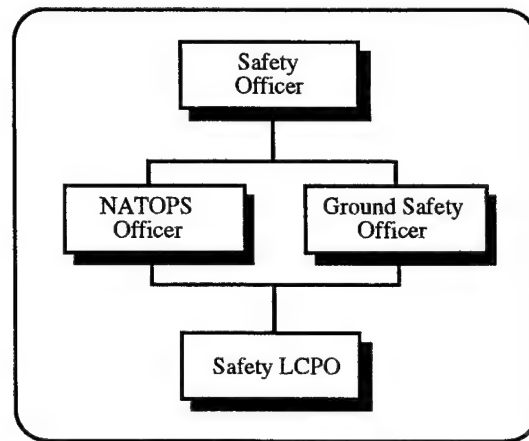 Safety
Officer
NATOPS
Officer
Ground Safety
Officer
Safety LCPO